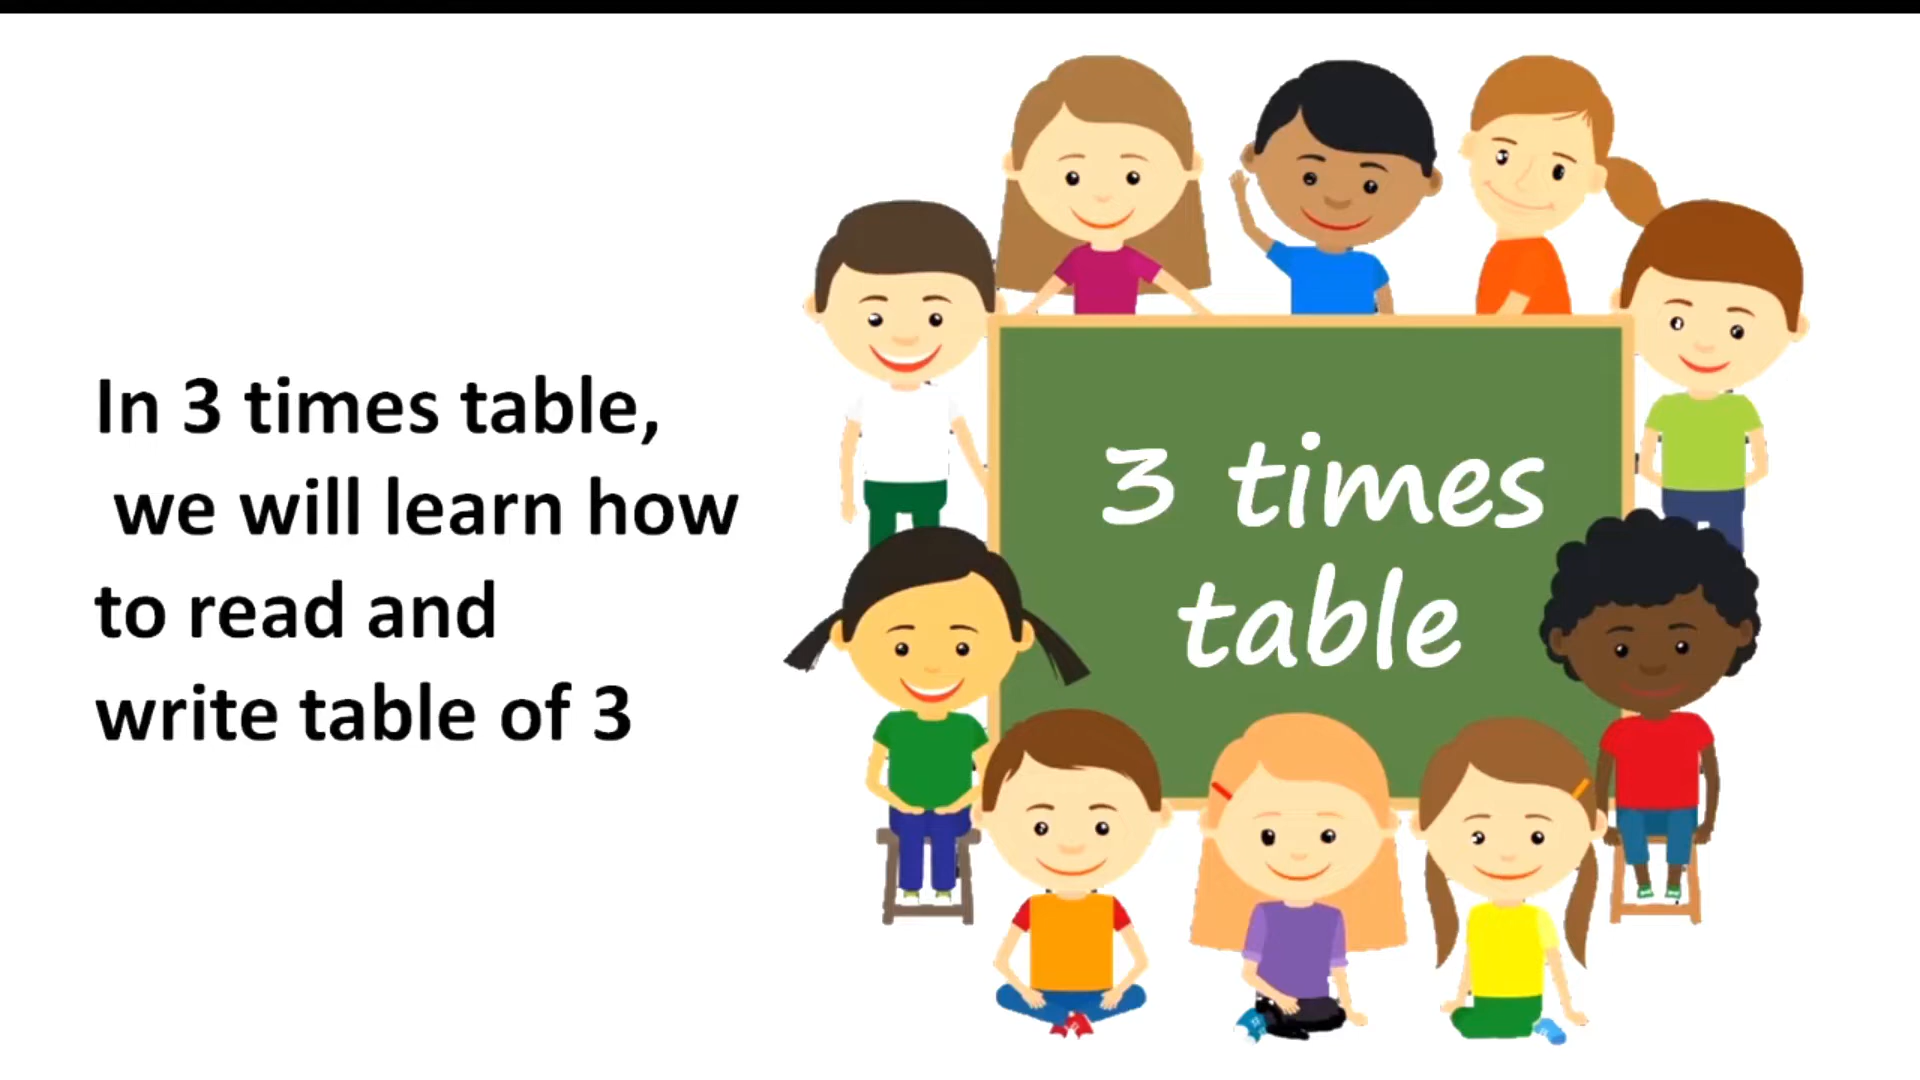 In 3 times table,
we will learn how
to read and
write table of 3
3 times
table